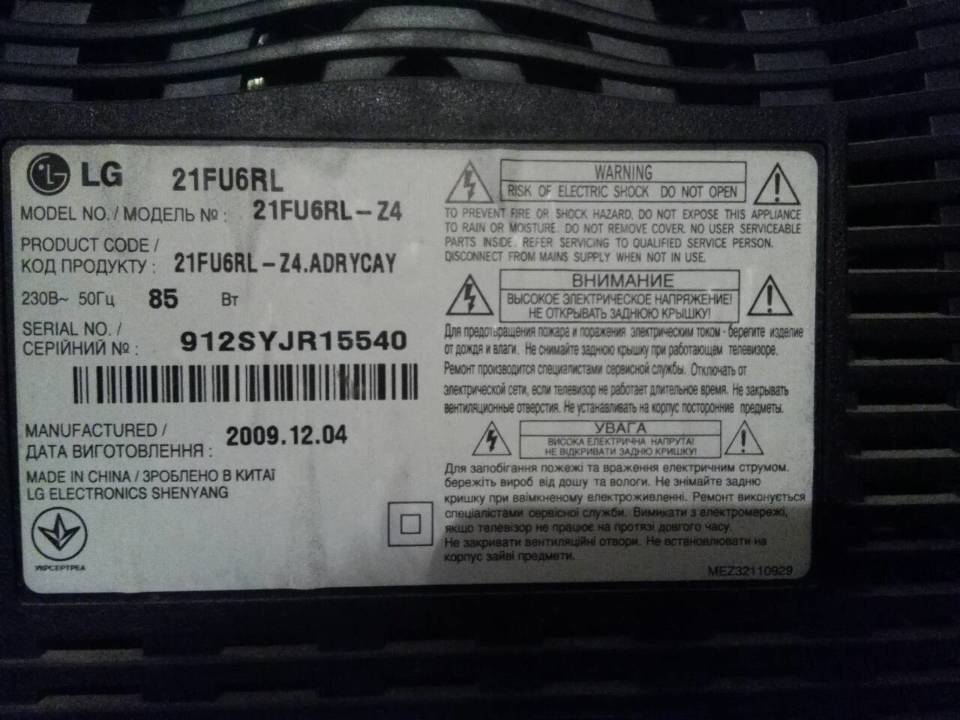 LG 21FU6RL
MODEL NO. / МОДЕЛЬ № : 21FU6RL-Z4
PRODUCT CODE /
КОД ПРОДУКТУ : 21FU6RL-Z4.ADRYCAY
230В~ 50Гц 85 Вт
SERIAL NO. /
СЕРІЙНИЙ № : 912SYJR15540
MANUFACTURED /
ДАТА ВИГОТОВЛЕННЯ : 2009.12.04
MADE IN CHINA / ЗРОБЛЕНО В КИТАЇ
LG ELECTRONICS SHENYANG
УКРСЕРТРЕА
WARNING
RISK OF ELECTRIC SHOCK DO NOT OPEN
TO PREVENT FIRE OR SHOCK HAZARD, DO NOT EXPOSE THIS APPLIANCE
TO RAIN OR MOISTURE. DO NOT REMOVE COVER. NO USER SERVICEABLE
PARTS INSIDE. REFER SERVICING TO QUALIFIED SERVICE PERSON.
DISCONNECT FROM MAINS SUPPLY WHEN NOT IN USE.
ВНИМАНИЕ
ВЫСОКОЕ ЭЛЕКТРИЧЕСКОЕ НАПРЯЖЕНИЕ!
НЕ ОТКРЫВАТЬ ЗАДНЮЮ КРЫШКУ!
Для предотвращения пожара и поражения электрическим током - берегите изделие
от дождя и влаги. Не снимайте заднюю крышку при работающем телевизоре.
Ремонт производится специалистами сервисной службы. Отключать от
электрической сети, если телевизор не работает длительное время. Не закрывать
вентиляционные отверстия. Не устанавливать на корпус посторонние предметы.
УВАГА
ВИСОКА ЕЛЕКТРИЧНА НАПРУГА!
НЕ ВІДКРИВАТИ ЗАДНЮ КРИШКУ!
Для запобігання пожежі та враження електричним струмом.
бережіть вироб від дошу та вологи. Не знімайте задню
кришку при ввімкненому електроживленні. Ремонт виконується
спеціалістами сервісної служби. Вимикати з електромережі,
якщо телевізор не працює на протязі довгого часу.
Не закривати вентиляційні отвори. Не встановлювати на
корпус зайві предмети.
MEZ32110929